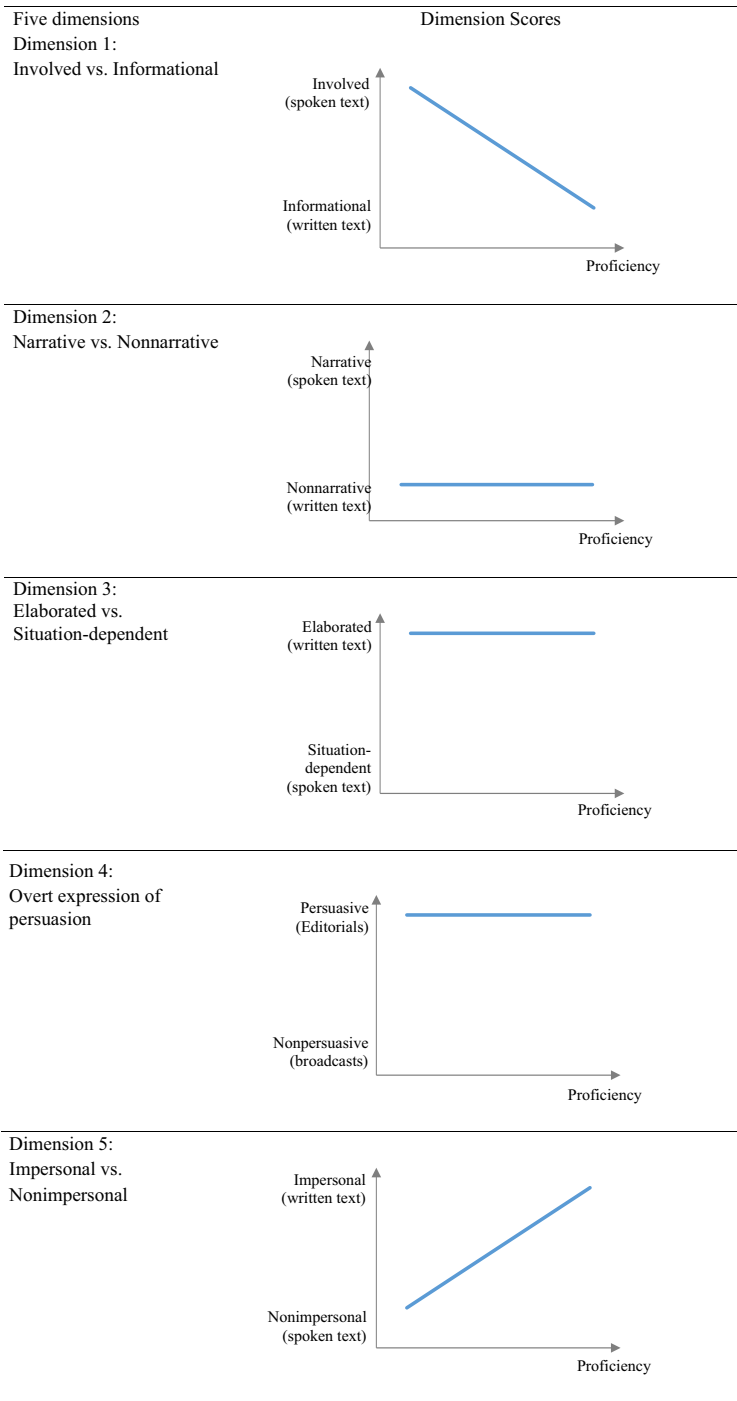 Five dimensions Dimension Scores
Dimension 1:
Involved vs. Informational
Involved
(spoken text)
Informational
(written text)
Proficiency
Dimension 2:
Narrative vs. Nonnarrative
Narrative
(spoken text)
Nonnarrative
(written text)
Proficiency
Dimension 3:
Elaborated vs.
Situation-dependent
Elaborated
(written text)
Situation-
dependent
(spoken text)
Proficiency
Dimension 4:
Overt expression of
persuasion
Persuasive
(Editorials)
Nonpersuasive
(broadcasts)
Proficiency
Dimension 5:
Impersonal vs.
Nonimpersonal
Impersonal
(written text)
Nonimpersonal
(spoken text)
Proficiency